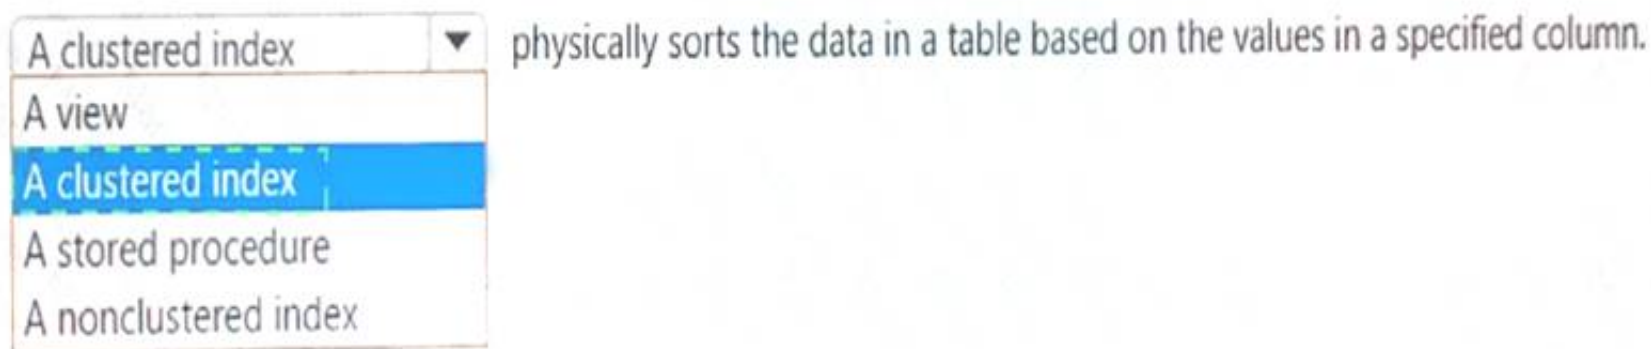 A clustered index physically sorts the data in a table based on the values in a specified column.
A view
A clustered index
A stored procedure
A nonclustered index